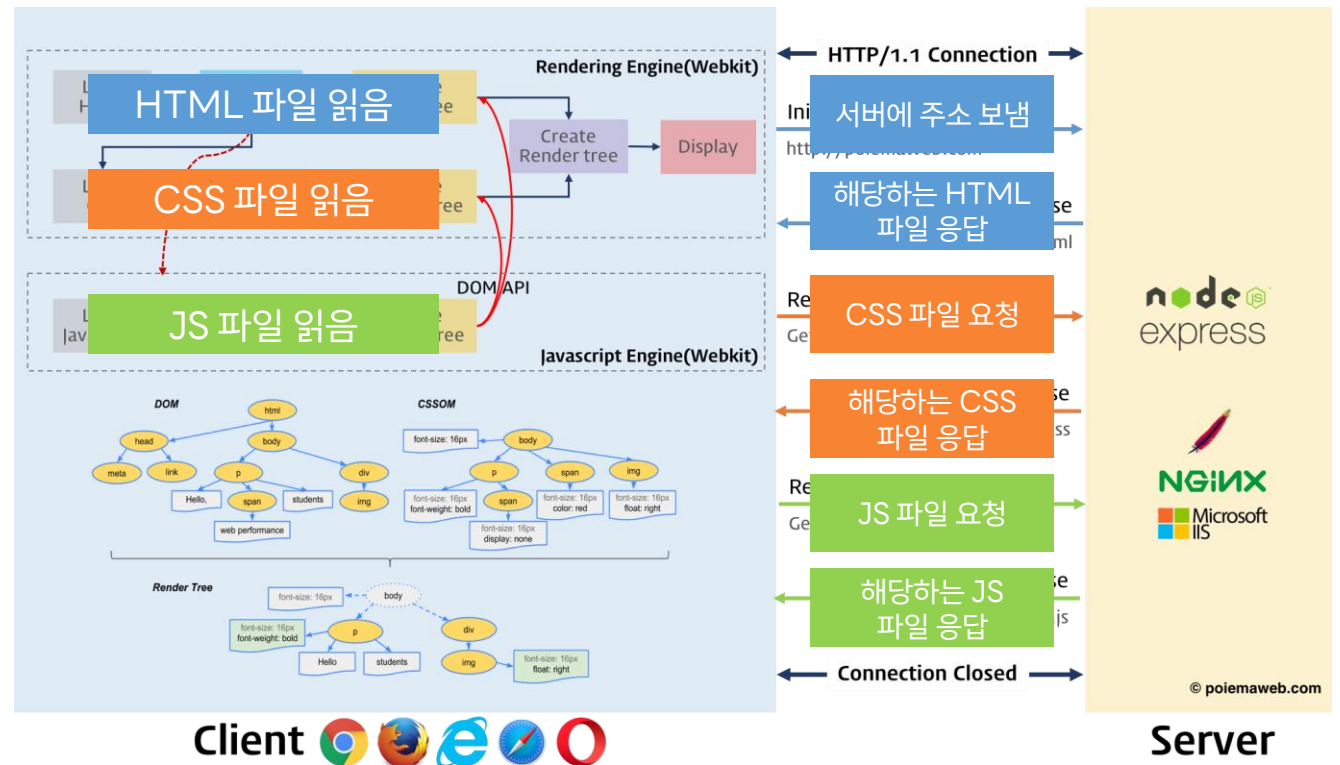 Rendering Engine(Webkit)
HTML 파일 읽음
CSS 파일 읽음
Create
Render tree
Display
DOM API
JS 파일 읽음
Javascript Engine(Webkit)
DOM
html
head
body
meta
link
p
div
Hello,
span
students
img
web performance
CSSOM
font-size: 16px
body
p
span
img
font-size: 16px
font-weight: bold
span
font-size: 16px
color: red
font-size: 16px
float: right
font-size: 16px
display: none
Render Tree
font-size: 16px
body
font-size: 16px
font-weight: bold
p
div
Hello
students
img
font-size: 16px
float: right
Client
HTTP/1.1 Connection
서버에 주소 보냄
해당하는 HTML
파일 응답
CSS 파일 요청
해당하는 CSS
파일 응답
JS 파일 요청
해당하는 JS
파일 응답
Connection Closed
node JS
express
NGINX
Microsoft
IIS
© poiemaweb.com
Server